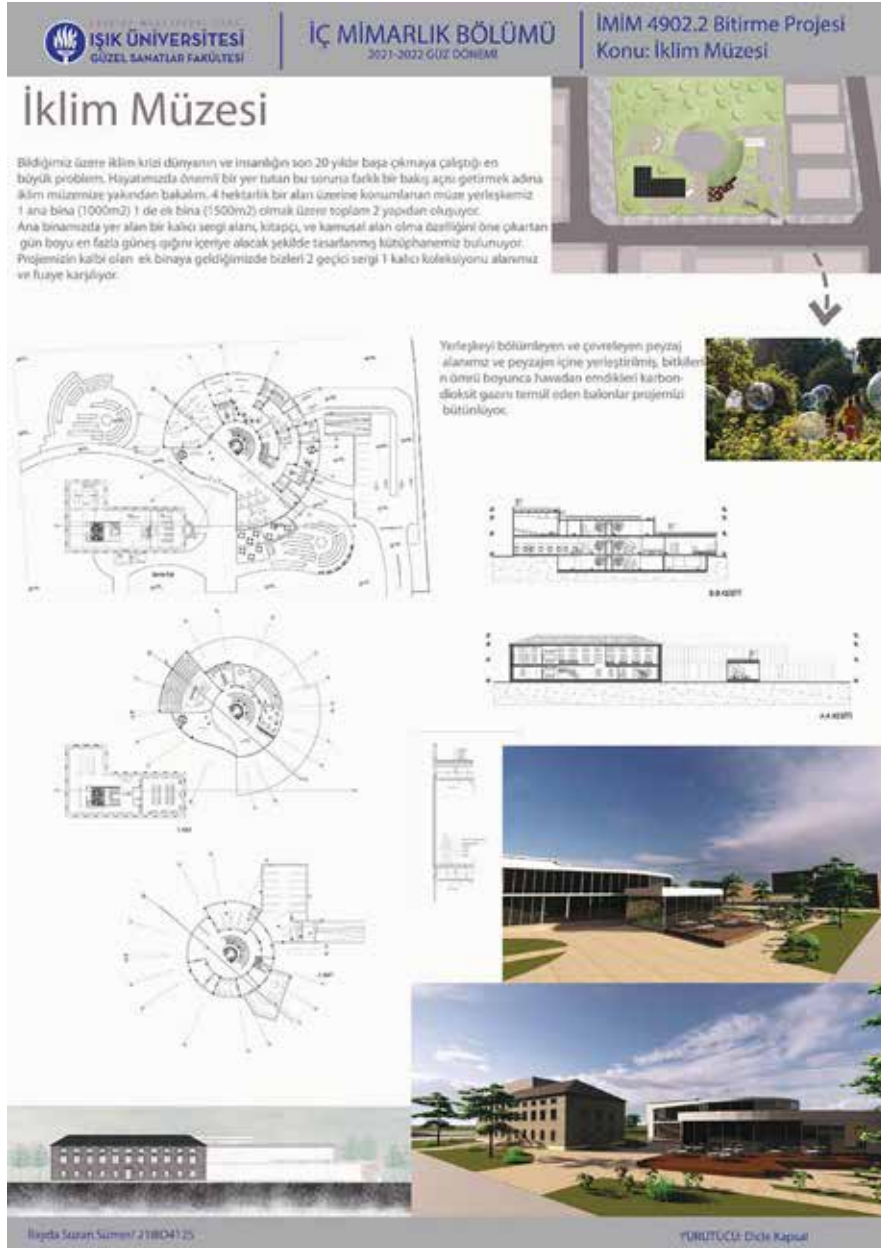 IŞIK ÜNİVERSİTESİ
GÜZEL SANATLAR FAKÜLTESİ
İÇ MİMARLIK BÖLÜMÜ
2021-2022 GÜZ DÖNEMİ
İMİM 4902.2 Bitirme Projesi
Konu: İklim Müzesi
İklim Müzesi
Bildiğimiz üzere iklim krizi dünyanın ve insanlığın son 20 yıldır başa çıkmaya çalıştığı en
büyük problem. Hayatımızda önemli bir yer tutan bu soruna farklı bir bakış açısı getirmek adına
iklim müzemize yakından bakalım. 4 hektarlık bir alan üzerine konumlanan müze yerleşkemiz
1 ana bina (1000m2) 1 de ek bina (1500m2) olmak üzere toplam 2 yapıdan oluşuyor.
Ana binamızda yer alan bir kalıcı sergi alanı, kitapçı, ve kamusal alan olma özelliğini öne çıkartan
gün boyu en fazla güneş ışığını içeriye alacak şekilde tasarlanmış kütüphanemiz bulunuyor.
Projemizin kalbi olan ek binaya geldiğimizde bizleri 2 geçici sergi 1 kalıcı koleksiyonu alanımız
ve fuaye karşılıyor.
Yerleşkeyi bölümleyen ve çevreleyen peyzaj
alanımız ve peyzajın içine yerleştirilmiş, bitkileri
n ömrü boyunca havadan emdikleri karbon-
dioksit gazını temsil eden balonlar projemizi
bütünlüyor.
B-B KESİTİ
A-A KESİTİ
YÜRÜTÜCÜ: Dicle Kapsal